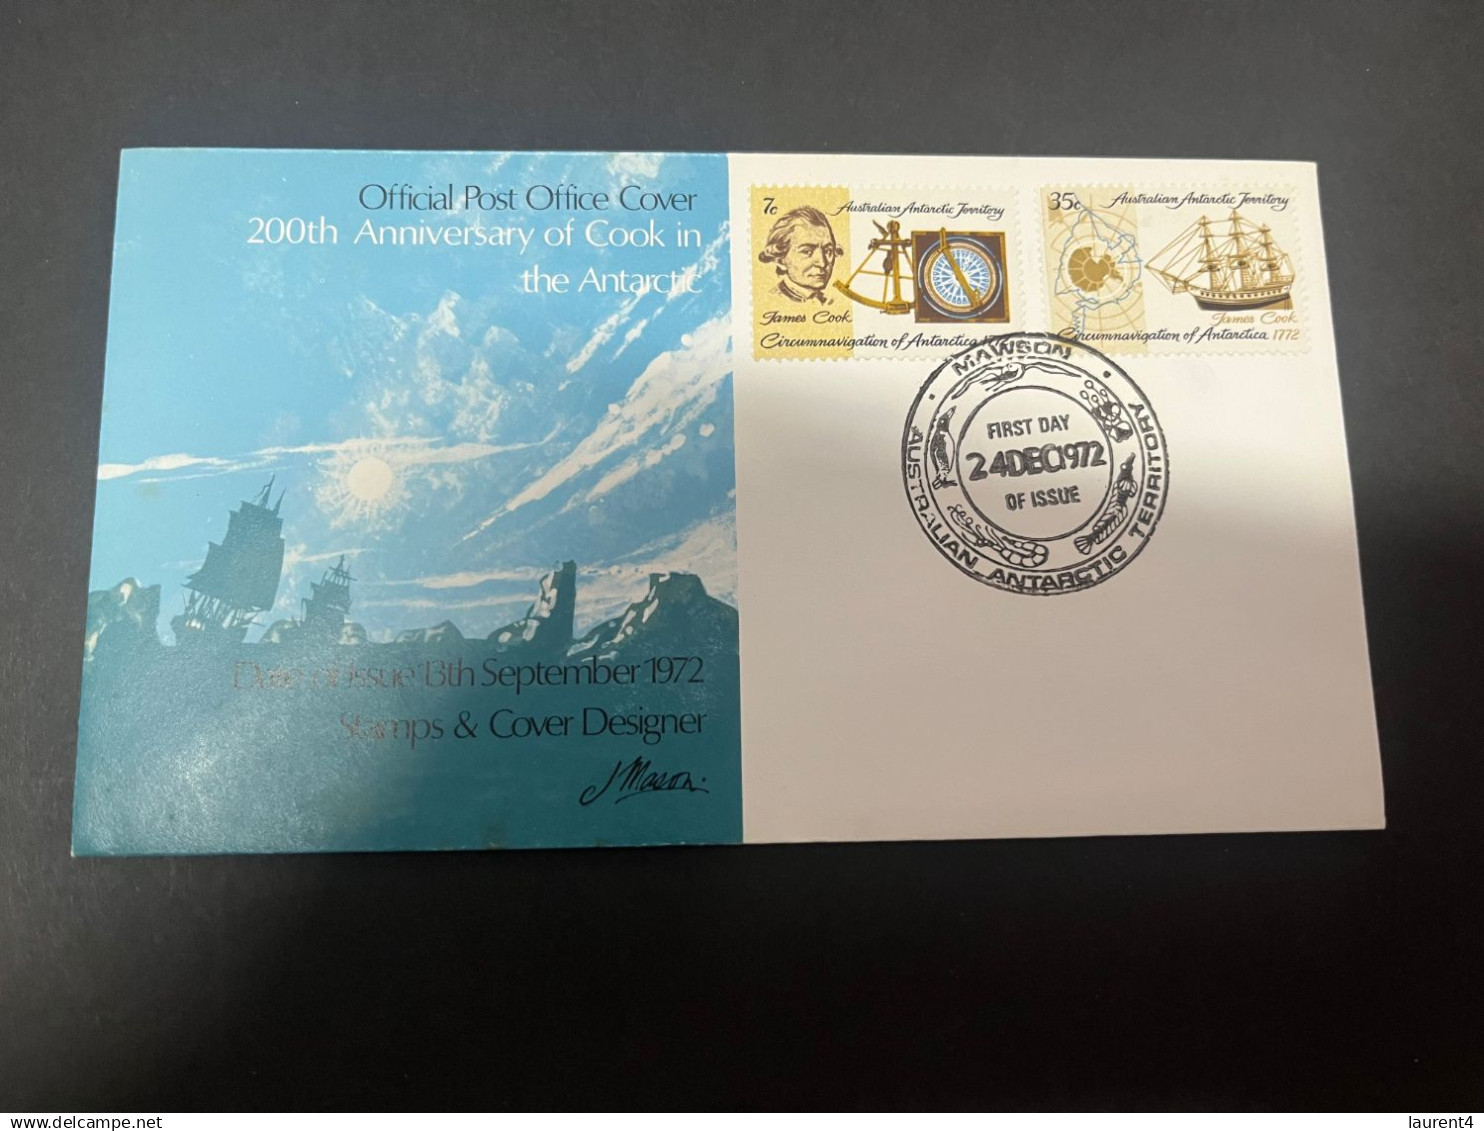 Official Post Office Cover
200th Anniversary of Cook in
the Antarctic
Date of Issue 13th September 1972
Stamps & Cover Designer
J Mason.
7c
Australian Antarctic Territory
James Cook
Circumnavigation of Antarctica
35c
Australian Antarctic Territory
James Cook
Circumnavigation of Antarctica 1772
MAWSON
FIRST DAY
24DEC1972
OF ISSUE
AUSTRALIAN ANTARCTIC TERRITORY
www.delcampe.net
laurent4